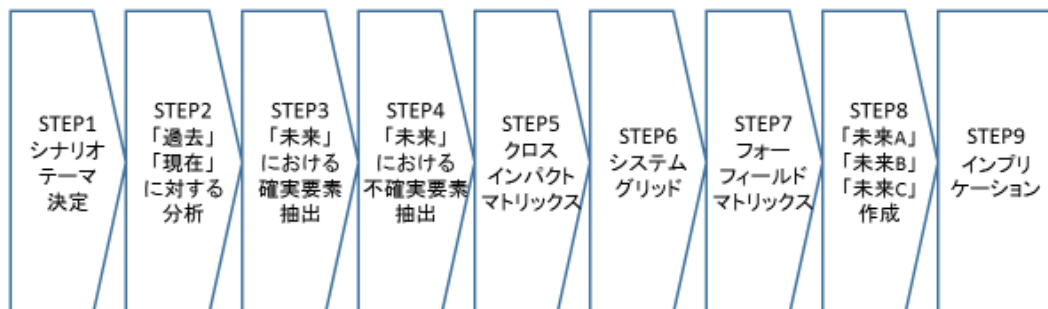 STEP1
シナリオ
テーマ
決定
STEP2
「過去」
「現在」
に対する
分析
STEP3
「未来」
における
確実要素
抽出
STEP4
「未来」
における
不確実要素
抽出
STEP5
クロス
インパクト
マトリックス
STEP6
システム
グリッド
STEP7
フォー
フィールド
マトリックス
STEP8
「未来A」
「未来B」
「未来C」
作成
STEP9
インプリ
ケーション